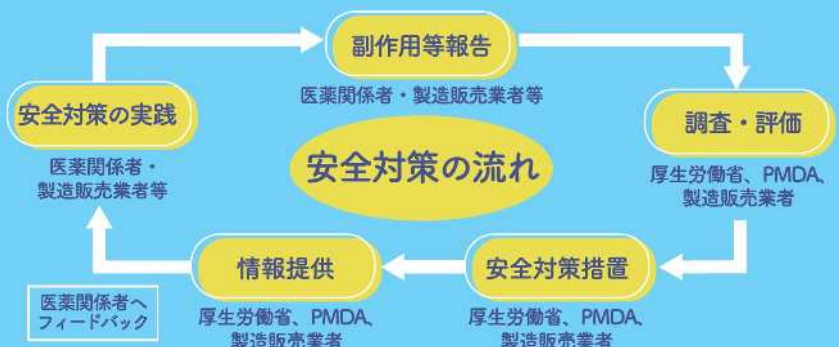 副作用等報告
医薬関係者・製造販売業者等
安全対策の実践
医薬関係者・
製造販売業者等
安全対策の流れ
調査・評価
厚生労働省、PMDA、
製造販売業者
情報提供
厚生労働省、PMDA、
製造販売業者
安全対策措置
厚生労働省、PMDA、
製造販売業者
医薬関係者へ
フィードバック